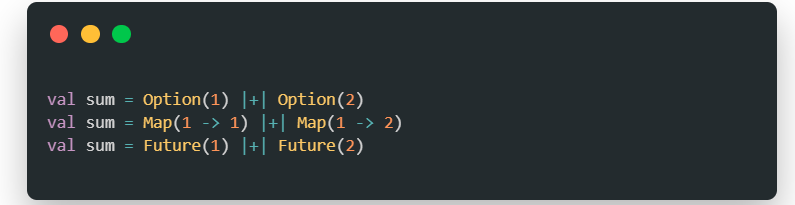 val sum = Option(1) |+| Option(2)
val sum = Map(1 -> 1) |+| Map(1 -> 2)
val sum = Future(1) |+| Future(2)